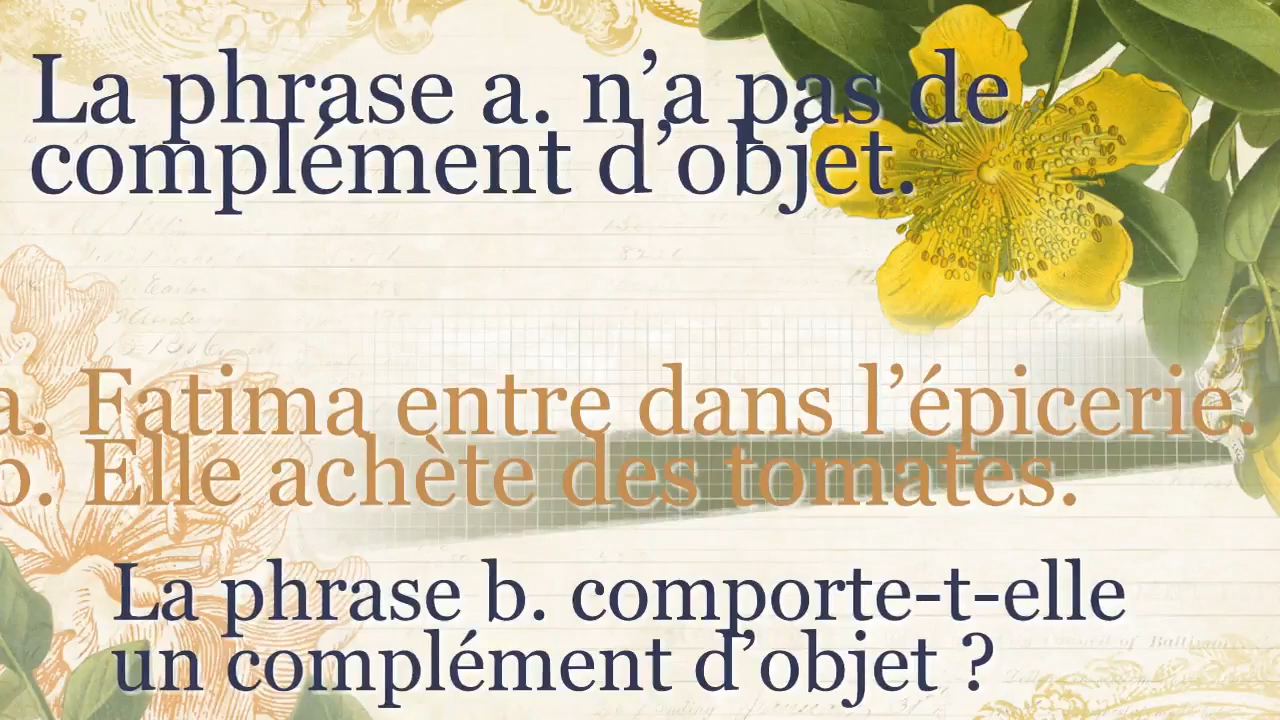 La phrase a. n’a pas de
complément d’objet.
a. Fatima entre dans l’épicerie.
b. Elle achète des tomates.
La phrase b. comporte-t-elle
un complément d’objet ?